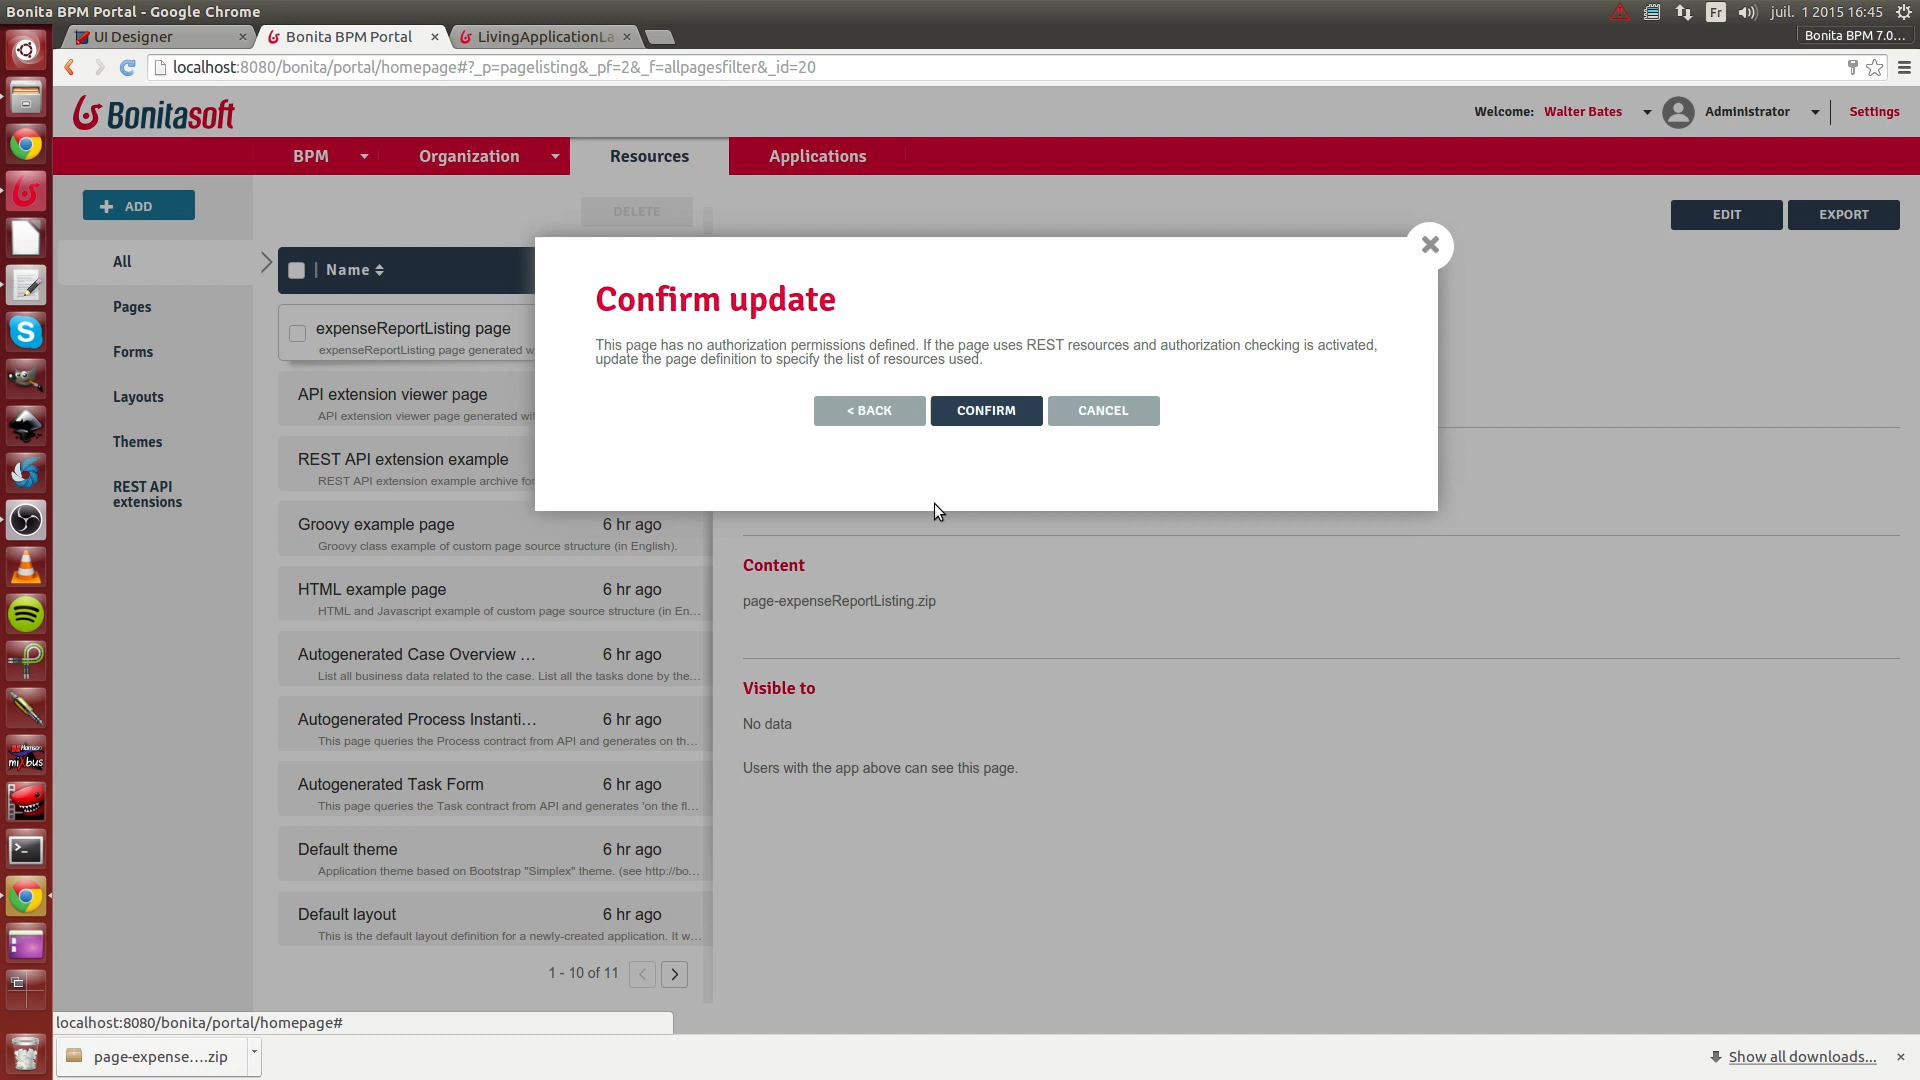 Bonita BPM Portal - Google Chrome
Fr
juil. 1 2015 16:45
UI Designer
Bonita BPM Portal
LivingApplicationLa
Bonita BPM 7.0...
localhost:8080/bonita/portal/homepage#?_p=pagelisting&_pf=2&_f=allpagesfilter&_id=20
Bonitasoft
Welcome: Walter Bates
Administrator
Settings
BPM
Organization
Resources
Applications
ADD
DELETE
EDIT
EXPORT
All
Pages
Forms
Layouts
Themes
REST API
extensions
Name
Confirm update
This page has no authorization permissions defined. If the page uses REST resources and authorization checking is activated,
update the page definition to specify the list of resources used.
< BACK
CONFIRM
CANCEL
expenseReportListing page
expenseReportListing page generated w
API extension viewer page
API extension viewer page generated wit
REST API extension example
REST API extension example archive for
Groovy example page 6 hr ago
Groovy class example of custom page source structure (in English).
HTML example page 6 hr ago
HTML and Javascript example of custom page source structure (in En...
Autogenerated Case Overview ... 6 hr ago
List all business data related to the case. List all the tasks done by the...
Autogenerated Process Instanti... 6 hr ago
This page queries the Process contract from API and generates on th...
Autogenerated Task Form 6 hr ago
This page queries the Task contract from API and generates 'on the fl...
Default theme 6 hr ago
Application theme based on Bootstrap "Simplex" theme. (see http://bo...
Default layout 6 hr ago
This is the default layout definition for a newly-created application. It w...
1 - 10 of 11
Content
page-expenseReportListing.zip
Visible to
No data
Users with the app above can see this page.
localhost:8080/bonita/portal/homepage#
page-expense....zip
Show all downloads...
Harrison
mixbus